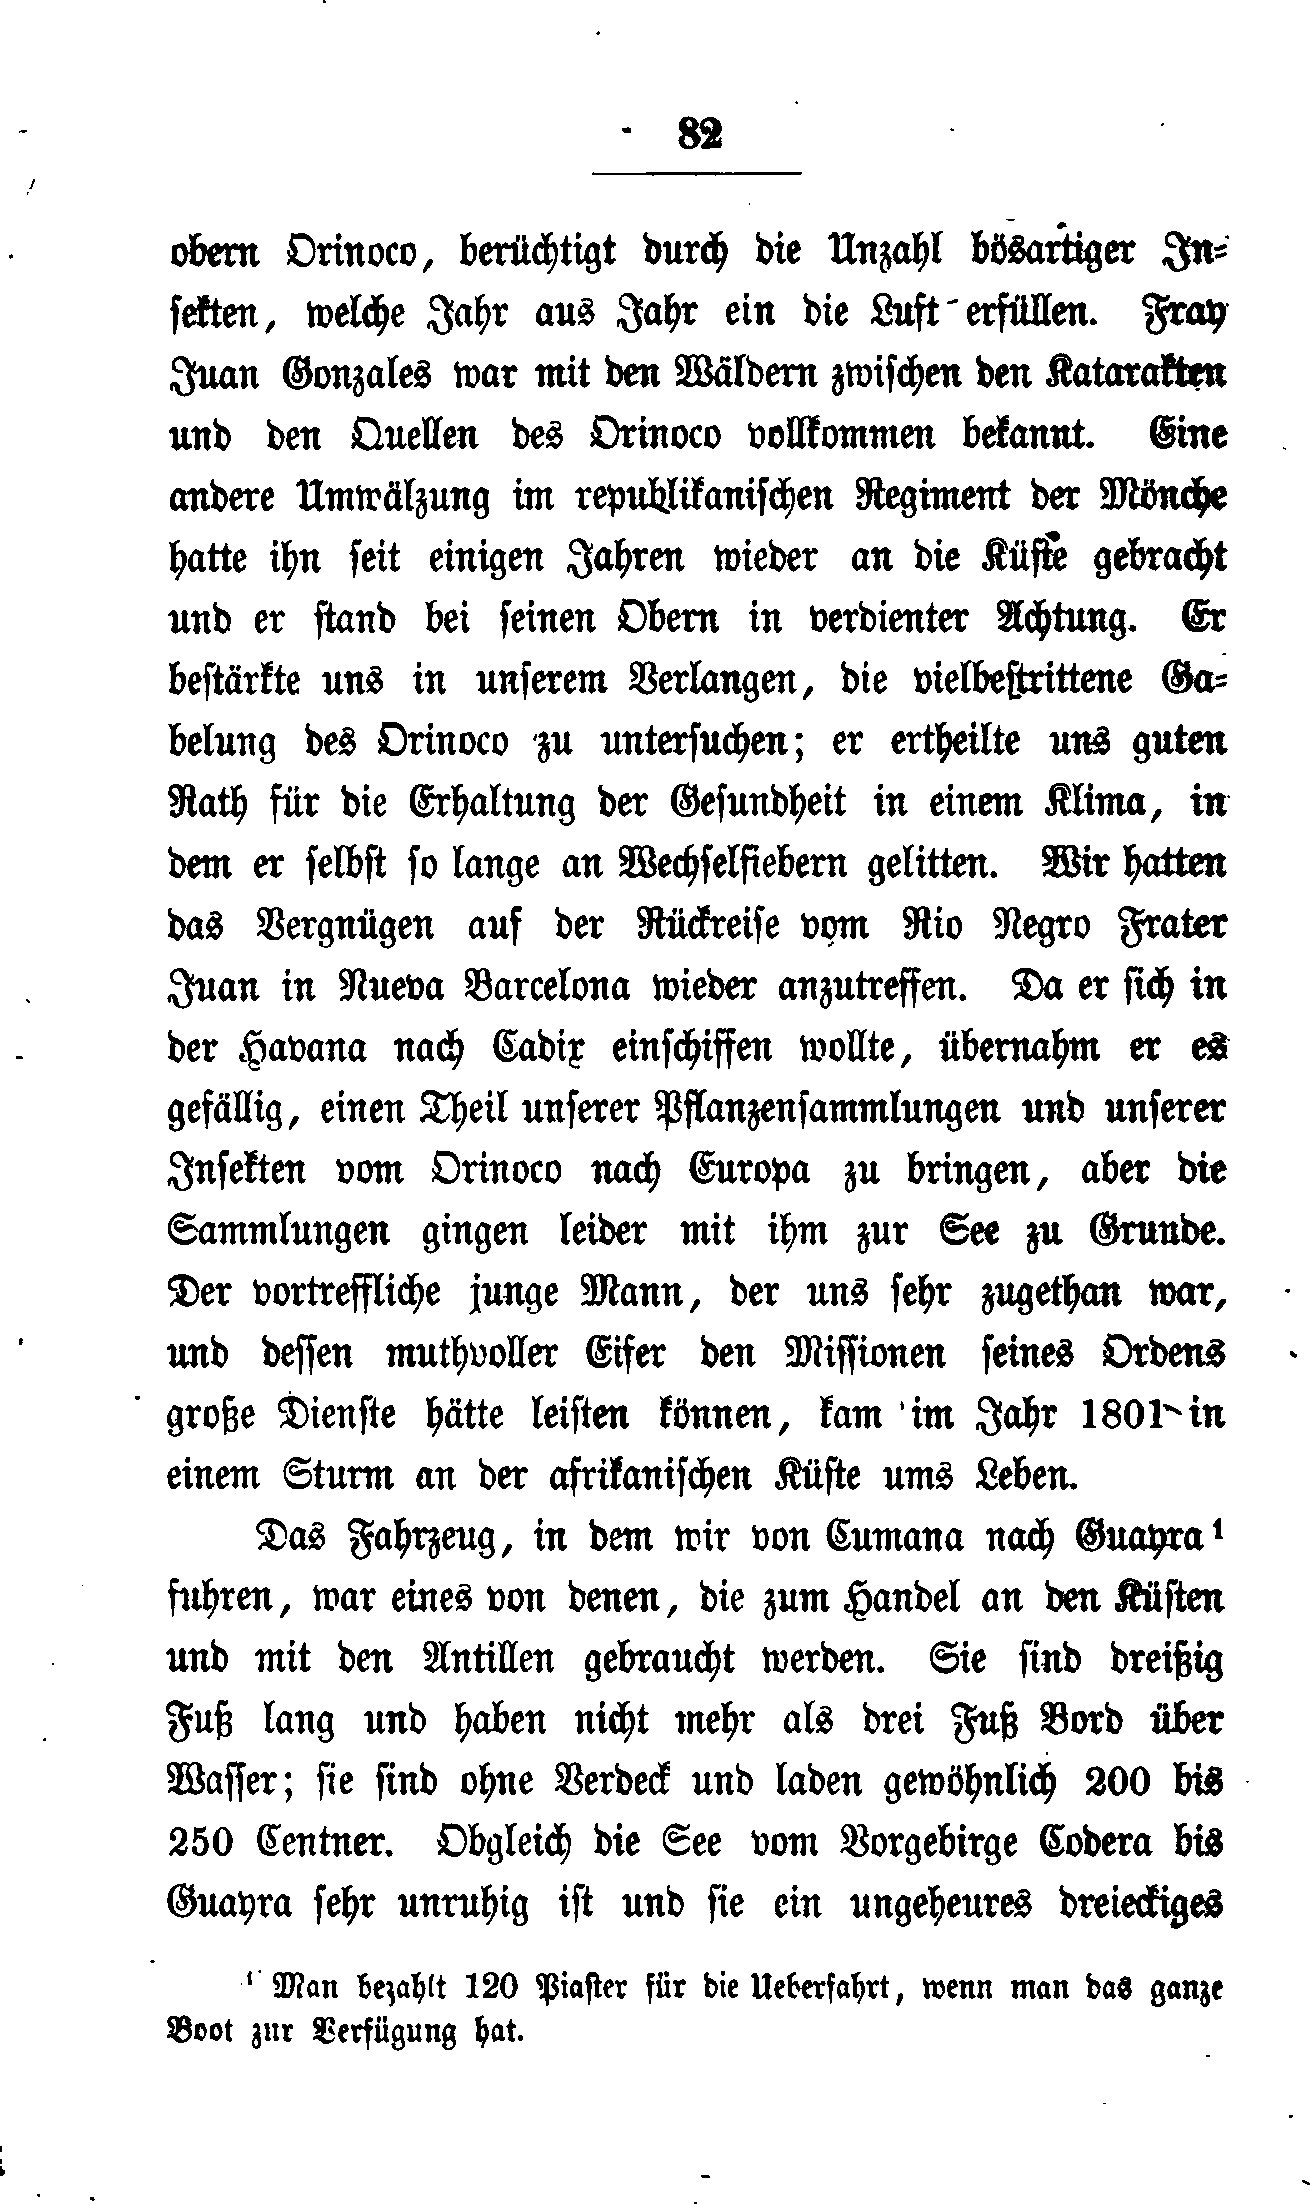 82
obern Orinoco, berüchtigt durch die Unzahl bösartiger In-
sekten, welche Jahr aus Jahr ein die Luft erfüllen. Fray
Juan Gonzales war mit den Wäldern zwischen den Katarakten
und den Quellen des Orinoco vollkommen bekannt. Eine
andere Umwälzung im republikanischen Regiment der Mönche
hatte ihn seit einigen Jahren wieder an die Küste gebracht
und er stand bei seinen Obern in verdienter Achtung. Er
bestärkte uns in unserem Verlangen, die vielbestrittene Ga-
belung des Orinoco zu untersuchen; er ertheilte uns guten
Rath für die Erhaltung der Gesundheit in einem Klima, in
dem er selbst so lange an Wechselfiebern gelitten. Wir hatten
das Vergnügen auf der Rückreise vom Rio Negro Frater
Juan in Nueva Barcelona wieder anzutreffen. Da er sich in
der Havana nach Cadix einschiffen wollte, übernahm er es
gefällig, einen Theil unserer Pflanzensammlungen und unserer
Insekten vom Orinoco nach Europa zu bringen, aber die
Sammlungen gingen leider mit ihm zur See zu Grunde.
Der vortreffliche junge Mann, der uns sehr zugethan war,
und dessen muthvoller Eifer den Missionen seines Ordens
große Dienste hätte leisten können, kam im Jahr 1801 in
einem Sturm an der afrikanischen Küste ums Leben.
Das Fahrzeug, in dem wir von Cumana nach Guayra ¹
fuhren, war eines von denen, die zum Handel an den Küsten
und mit den Antillen gebraucht werden. Sie sind dreißig
Fuß lang und haben nicht mehr als drei Fuß Bord über
Wasser; sie sind ohne Verdeck und laden gewöhnlich 200 bis
250 Centner. Obgleich die See vom Vorgebirge Codera bis
Guayra sehr unruhig ist und sie ein ungeheures dreieckiges
¹ Man bezahlt 120 Piaster für die Ueberfahrt, wenn man das ganze
Boot zur Verfügung hat.